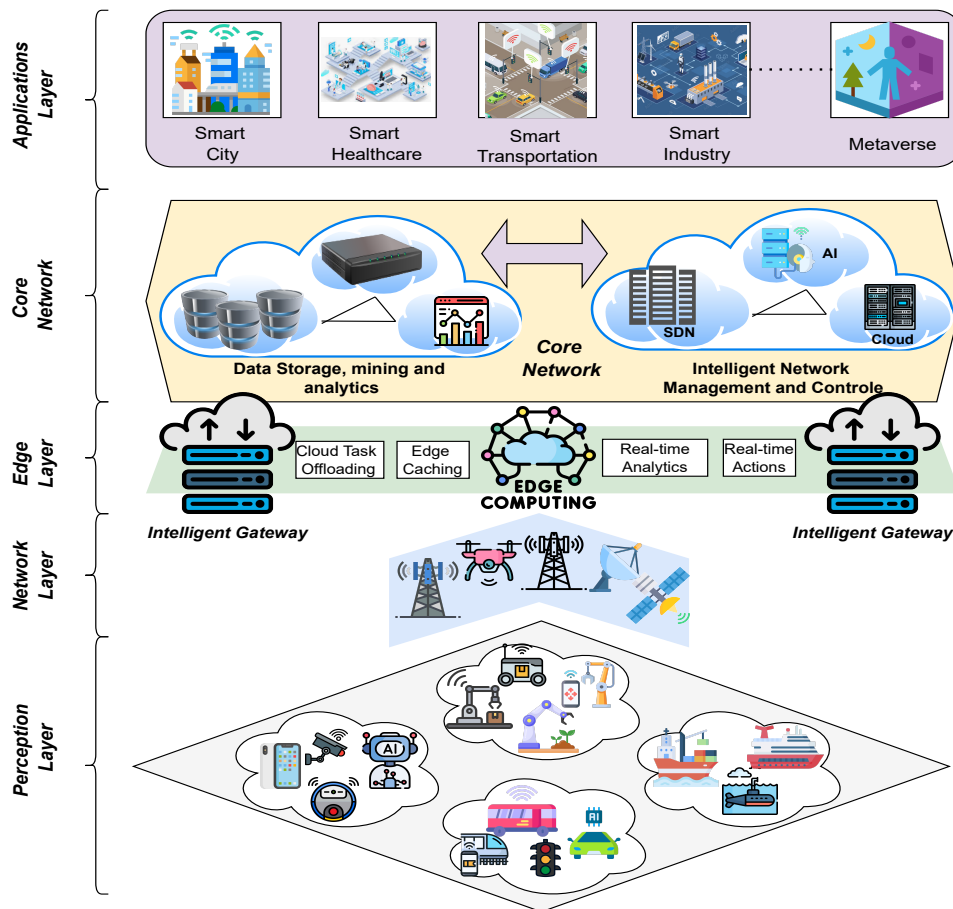 Applications
Layer
Smart
City
Smart
Healthcare
Smart
Transportation
Smart
Industry
Metaverse
Core
Network
AI
SDN
Cloud
Data Storage, mining and
analytics
Core
Network
Intelligent Network
Management and Controle
Edge
Layer
Cloud Task
Offloading
Edge
Caching
EDGE
COMPUTING
Real-time
Analytics
Real-time
Actions
Intelligent Gateway
Intelligent Gateway
Network
Layer
Perception
Layer
AI
AI